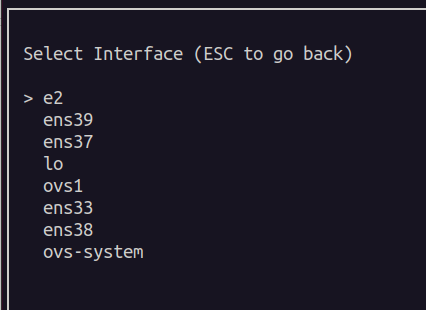 Select Interface (ESC to go back)
> e2
ens39
ens37
lo
ovs1
ens33
ens38
ovs-system